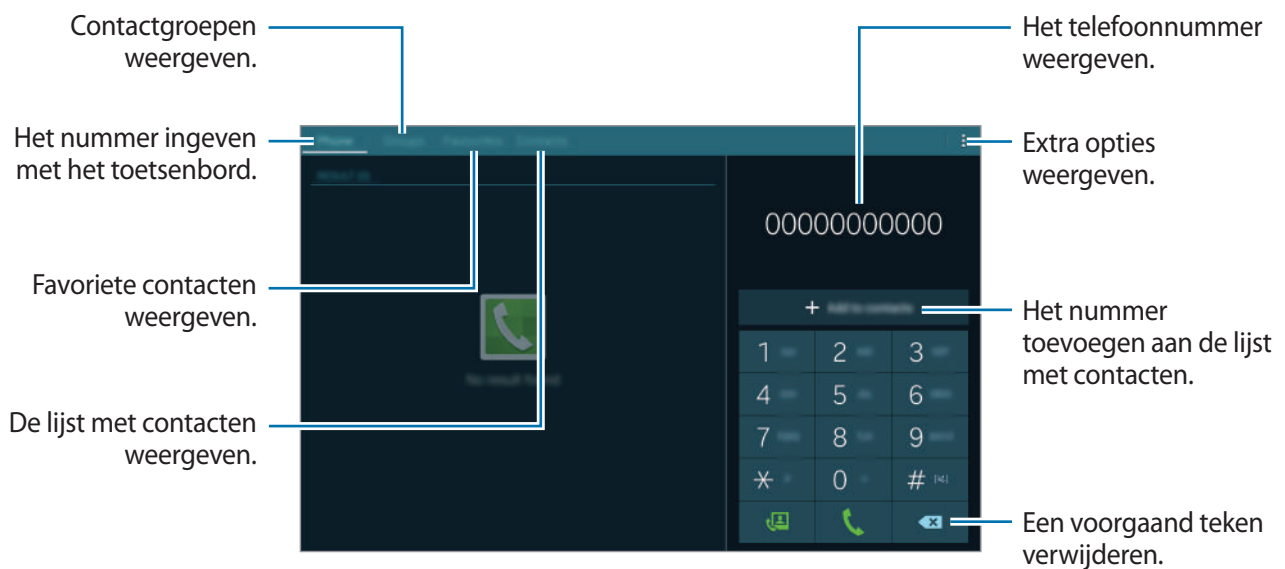 Contactgroepen
weergeven.
Het telefoonnummer
weergeven.
Het nummer ingeven
met het toetsenbord.
Extra opties
weergeven.
Phone Groups Favourites Contacts
00000000000
Favoriete contacten
weergeven.
+ Add to contacts
Het nummer
toevoegen aan de lijst
met contacten.
No result found
1
2
3
4
5
6
7
8
9
*
0
#
De lijst met contacten
weergeven.
Een voorgaand teken
verwijderen.